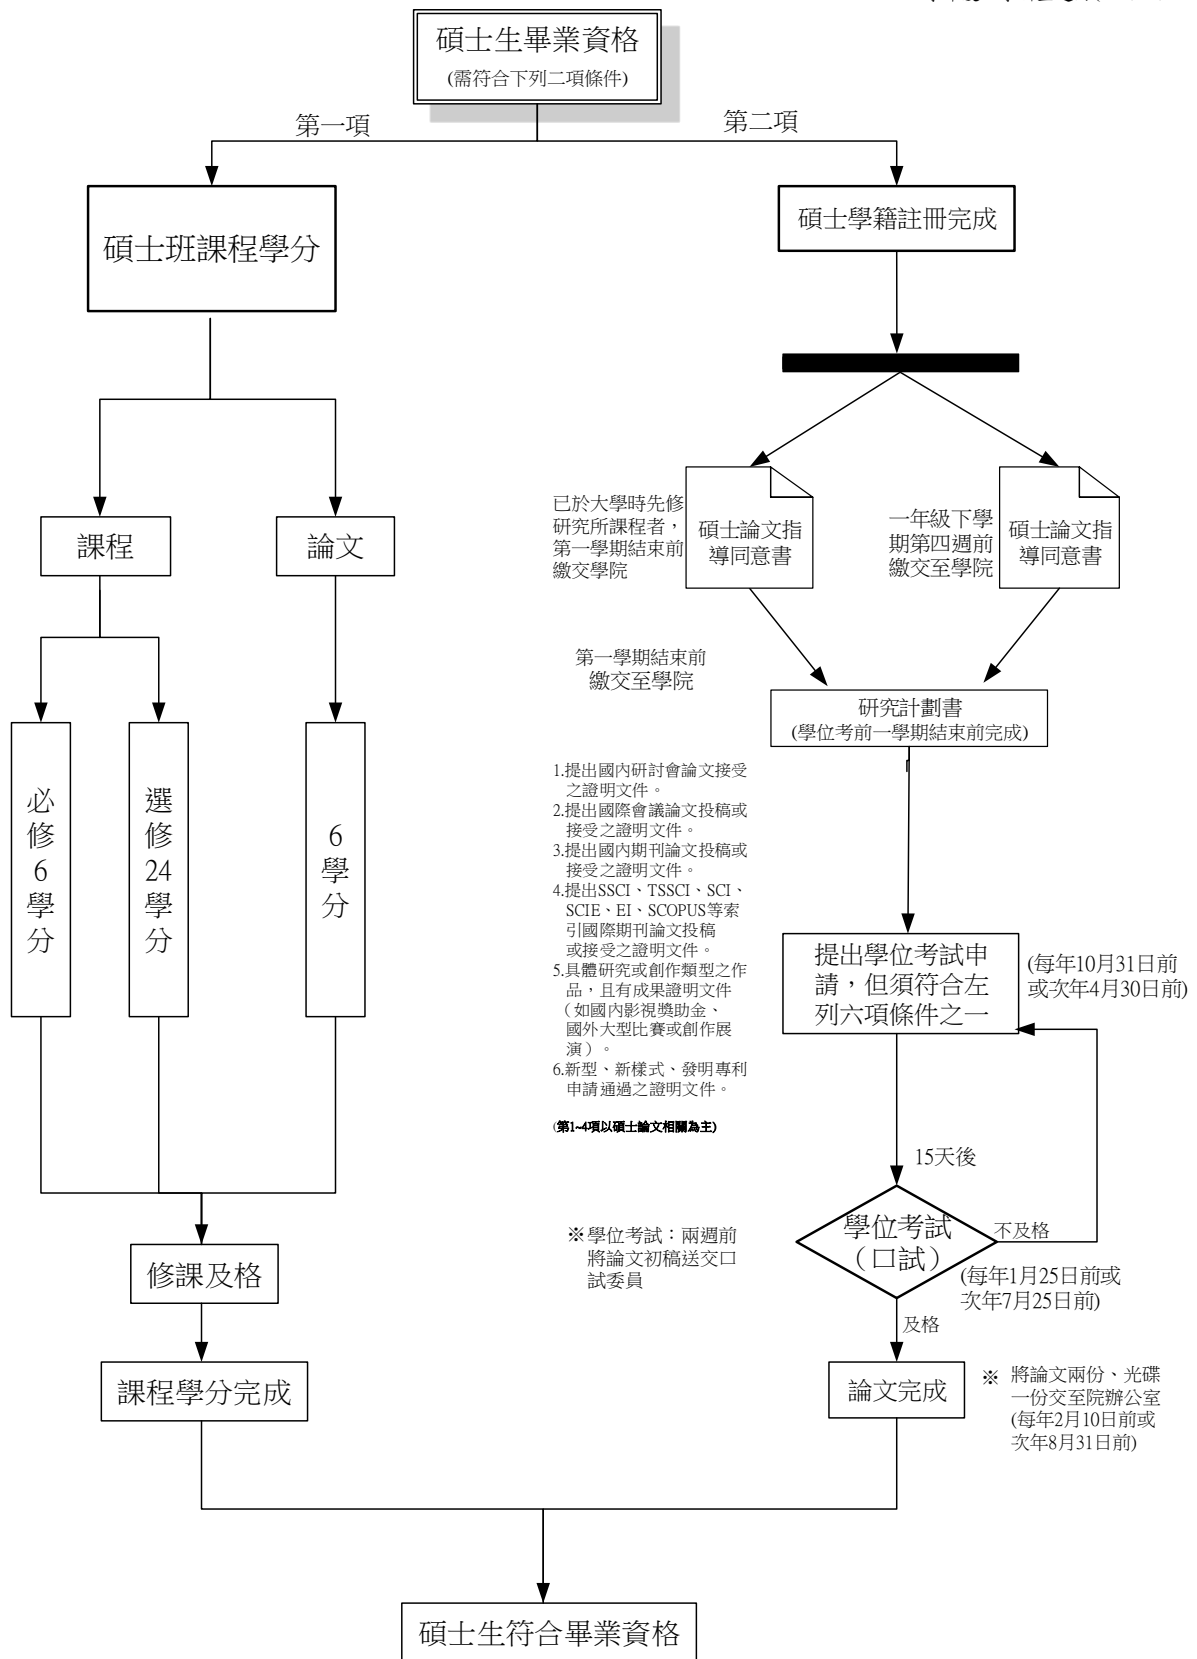 碩士生畢業資格
(需符合下列二項條件)
第一項
第二項
碩士班課程學分
碩士學籍註冊完成
課程
論文
必修6學分
選修24學分
6學分
修課及格
課程學分完成
已於大學時先修
研究所課程者，
第一學期結束前
繳交學院
碩士論文指
導同意書
一年級下學
期第四週前
繳交至學院
碩士論文指
導同意書
第一學期結束前
繳交至學院
研究計劃書
(學位考前一學期結束前完成)
1.提出國內研討會論文接受
之證明文件。
2.提出國際會議論文投稿或
接受之證明文件。
3.提出國內期刊論文投稿或
接受之證明文件。
4.提出SSCI、TSSCI、SCI、
SCIE、EI、SCOPUS等索
引國際期刊論文投稿
或接受之證明文件。
5.具體研究或創作類型之作
品，且有成果證明文件
（如國內影視獎助金、
國外大型比賽或創作展
演）。
6.新型、新樣式、發明專利
申請通過之證明文件。
(第1~4項以碩士論文相關為主)
提出學位考試申
請，但須符合左
列六項條件之一
(每年10月31日前
或次年4月30日前)
15天後
※學位考試：兩週前
將論文初稿送交口
試委員
學位考試
（口試）
不及格
(每年1月25日前或
次年7月25日前)
及格
論文完成
※ 將論文兩份、光碟
一份交至院辦公室
(每年2月10日前或
次年8月31日前)
碩士生符合畢業資格